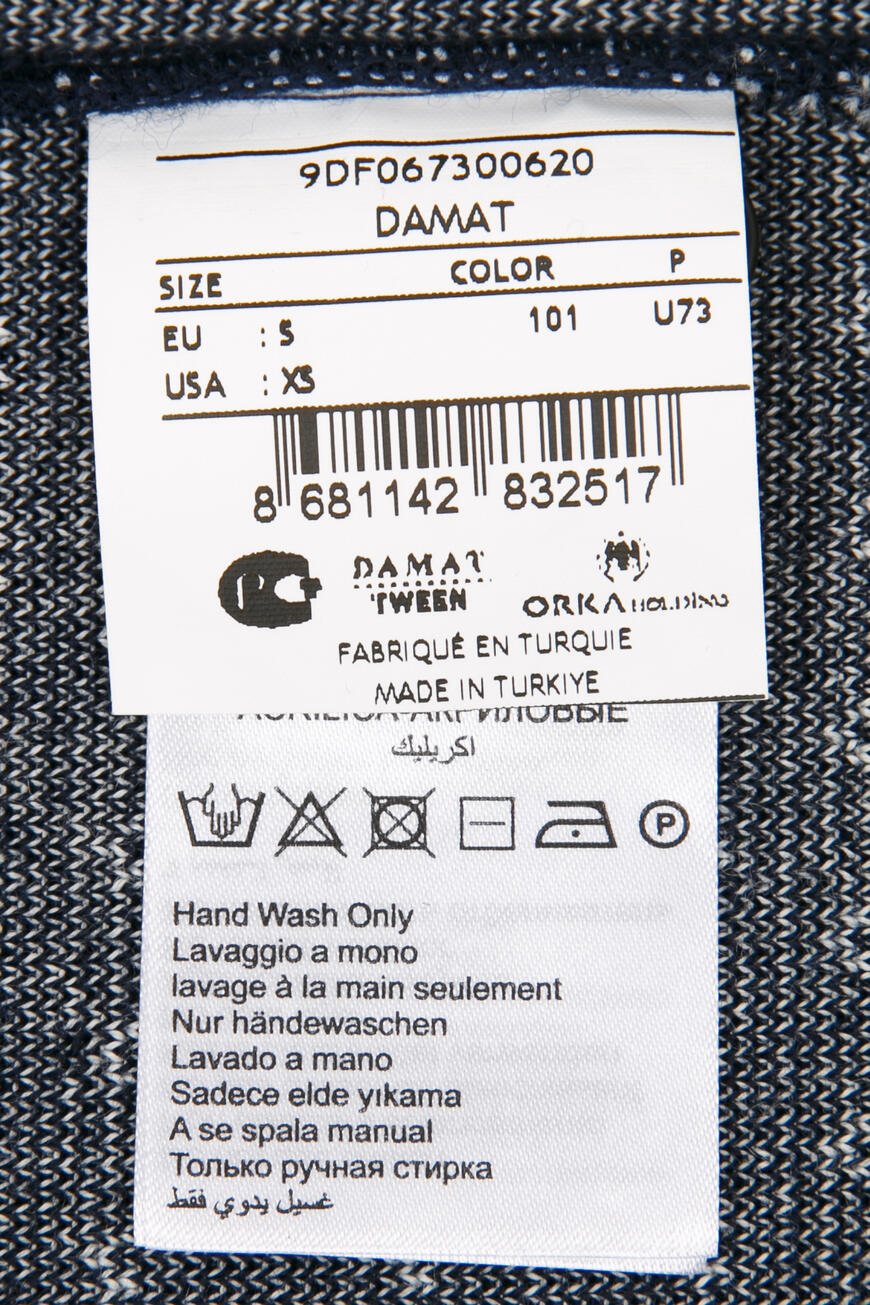 9DF067300620
DAMAT
SIZE COLOR P
EU : S 101 U73
USA : XS
8 681142 832517
DAMAT
TWEEN
ORKA HOLDING
FABRIQUÉ EN TURQUIE
MADE IN TURKIYE
اكريليك
P
Hand Wash Only
Lavaggio a mono
lavage à la main seulement
Nur händewaschen
Lavado a mano
Sadece elde yıkama
A se spala manual
Только ручная стирка
غسيل يدوي فقط